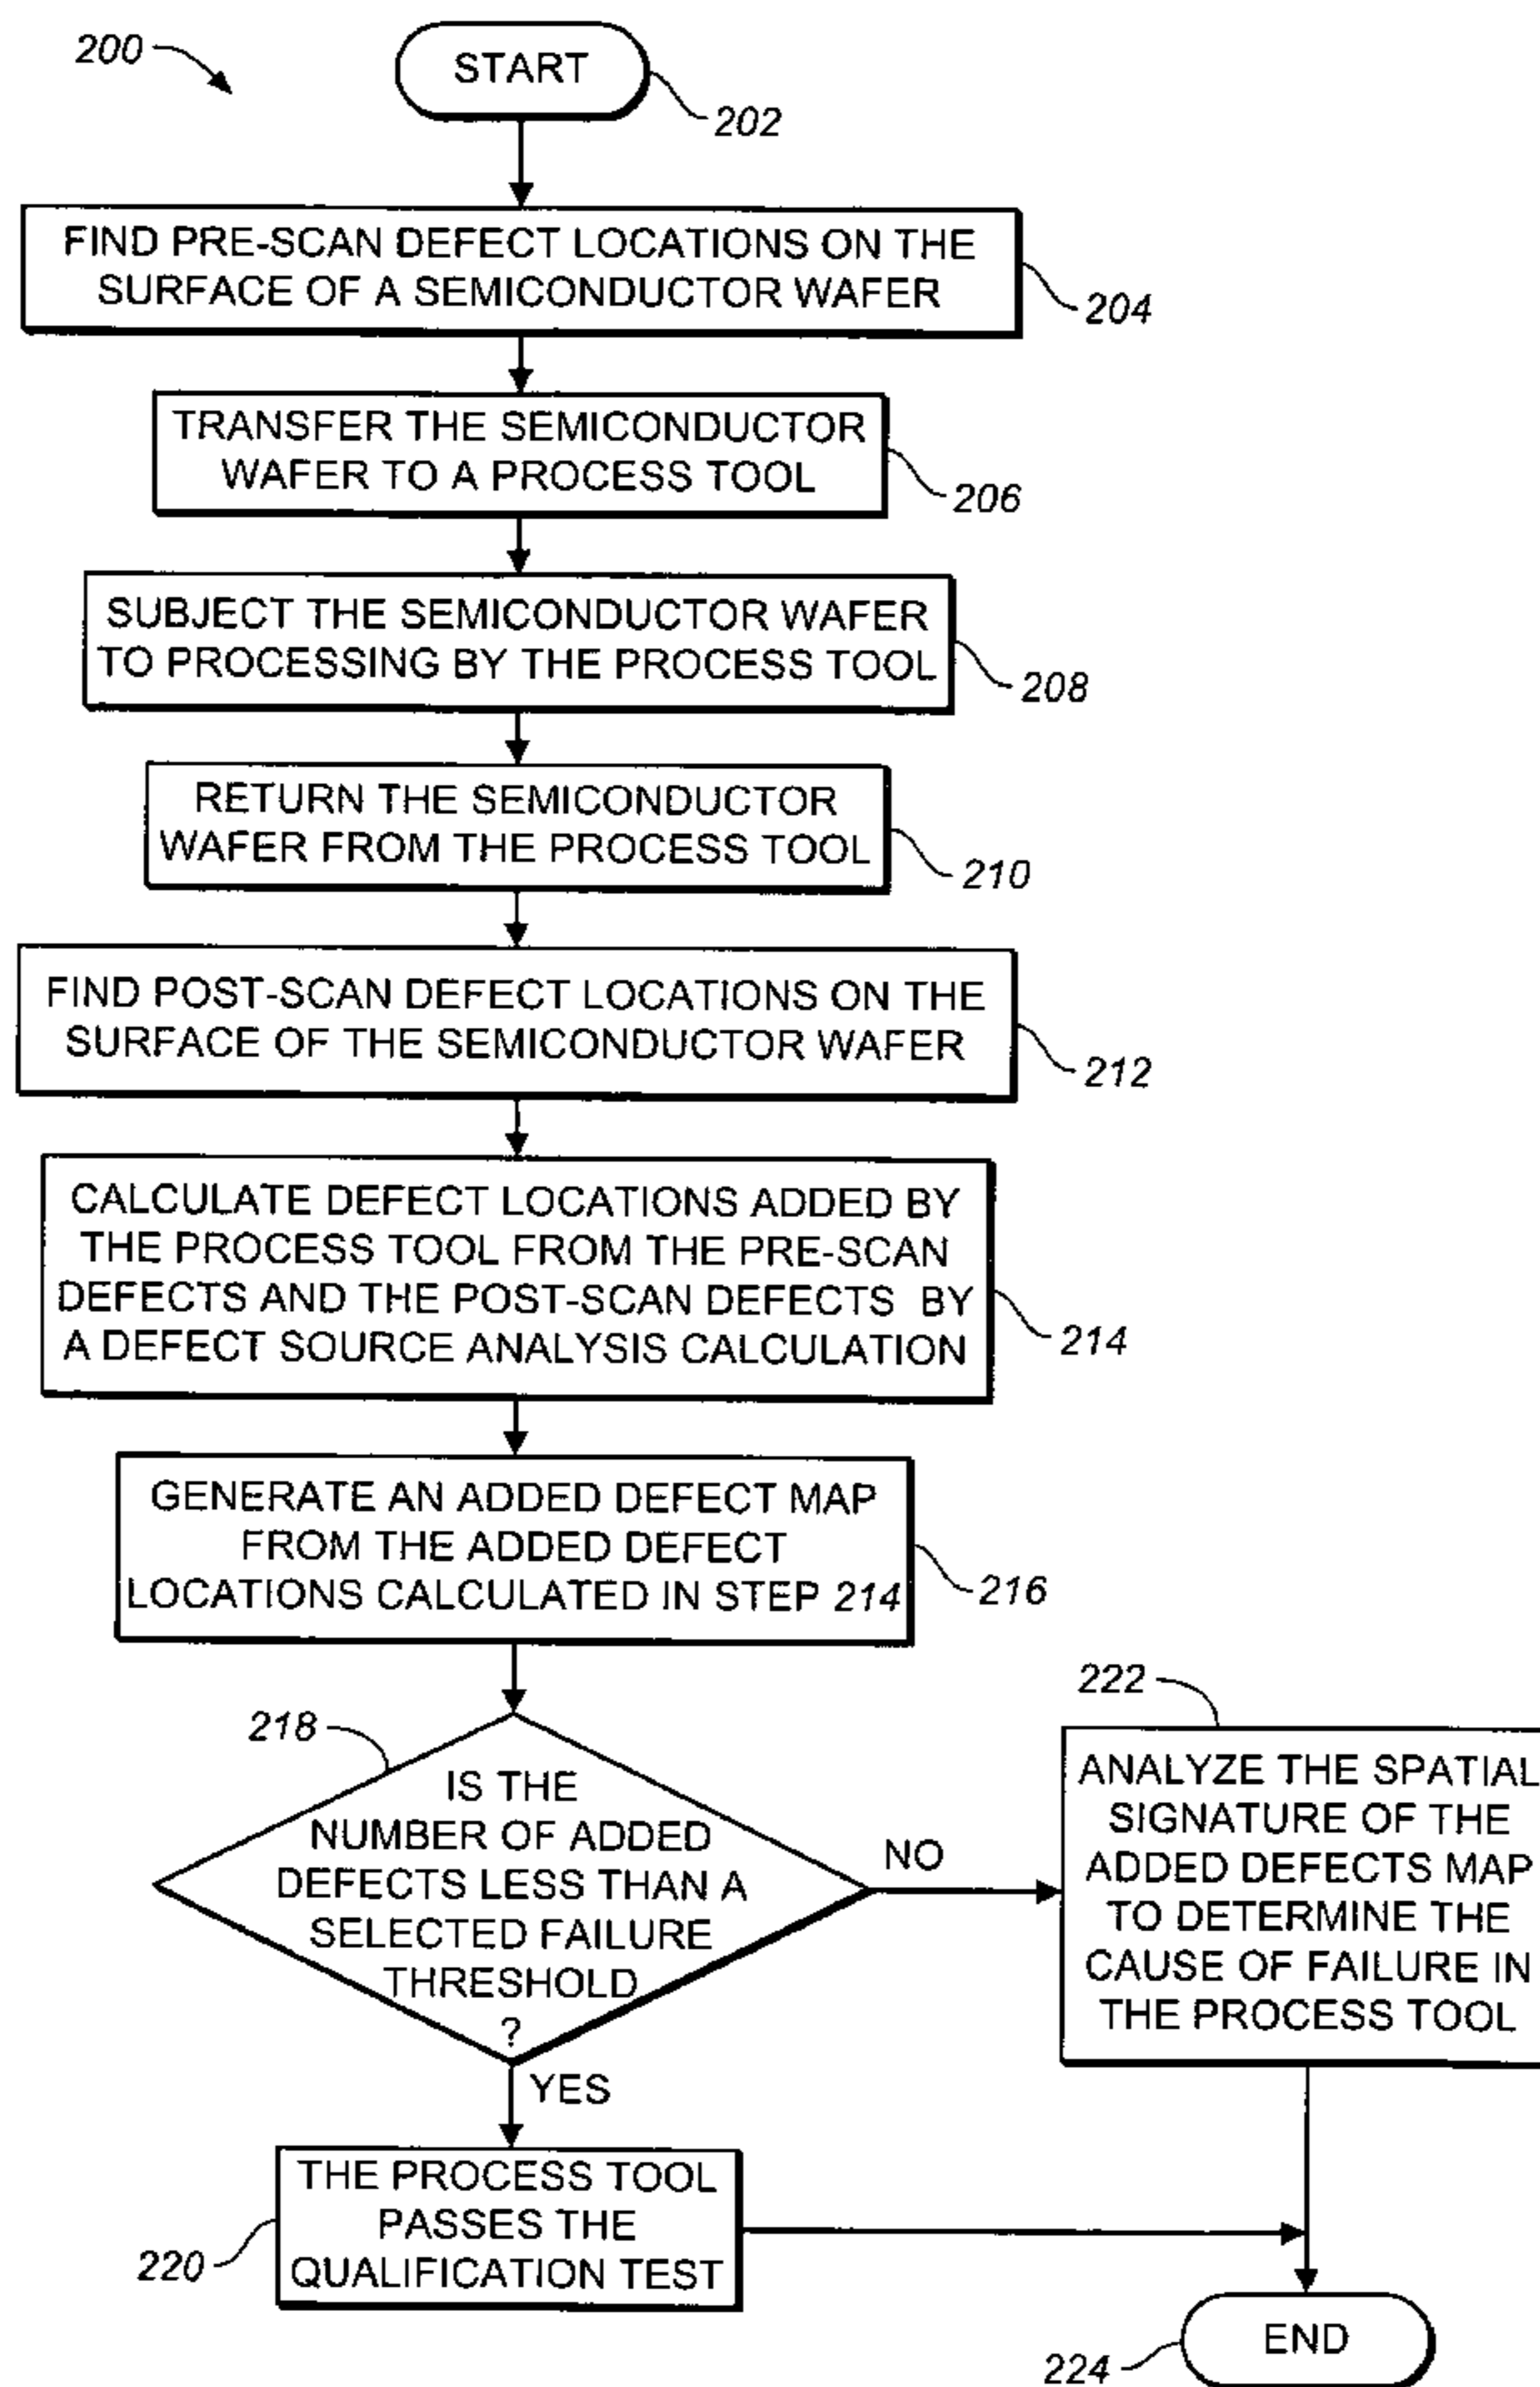 200
START
202
FIND PRE-SCAN DEFECT LOCATIONS ON THE
SURFACE OF A SEMICONDUCTOR WAFER
204
TRANSFER THE SEMICONDUCTOR
WAFER TO A PROCESS TOOL
206
SUBJECT THE SEMICONDUCTOR WAFER
TO PROCESSING BY THE PROCESS TOOL
208
RETURN THE SEMICONDUCTOR
WAFER FROM THE PROCESS TOOL
210
FIND POST-SCAN DEFECT LOCATIONS ON THE
SURFACE OF THE SEMICONDUCTOR WAFER
212
CALCULATE DEFECT LOCATIONS ADDED BY
THE PROCESS TOOL FROM THE PRE-SCAN
DEFECTS AND THE POST-SCAN DEFECTS BY
A DEFECT SOURCE ANALYSIS CALCULATION
214
GENERATE AN ADDED DEFECT MAP
FROM THE ADDED DEFECT
LOCATIONS CALCULATED IN STEP 214
216
218
IS THE
NUMBER OF ADDED
DEFECTS LESS THAN A
SELECTED FAILURE
THRESHOLD
?
NO
222
ANALYZE THE SPATIAL
SIGNATURE OF THE
ADDED DEFECTS MAP
TO DETERMINE THE
CAUSE OF FAILURE IN
THE PROCESS TOOL
YES
THE PROCESS TOOL
PASSES THE
QUALIFICATION TEST
220
END
224